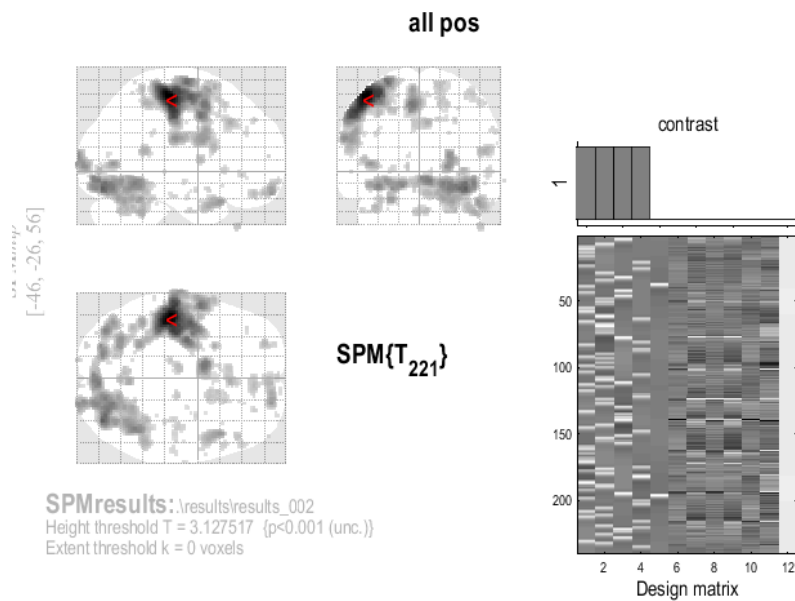 all pos
contrast
1
[-46, -26, 56]
SPM{T221}
50
100
150
200
2 4 6 8 10 12
Design matrix
SPMresults:.\results\results_002
Height threshold T = 3.127517 {p<0.001 (unc.)}
Extent threshold k = 0 voxels